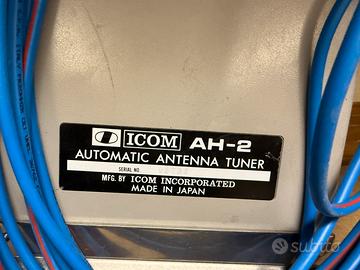 ICOM AH-2
AUTOMATIC ANTENNA TUNER
SERIAL NO.
MFG. BY ICOM INCORPORATED
MADE IN JAPAN
subito